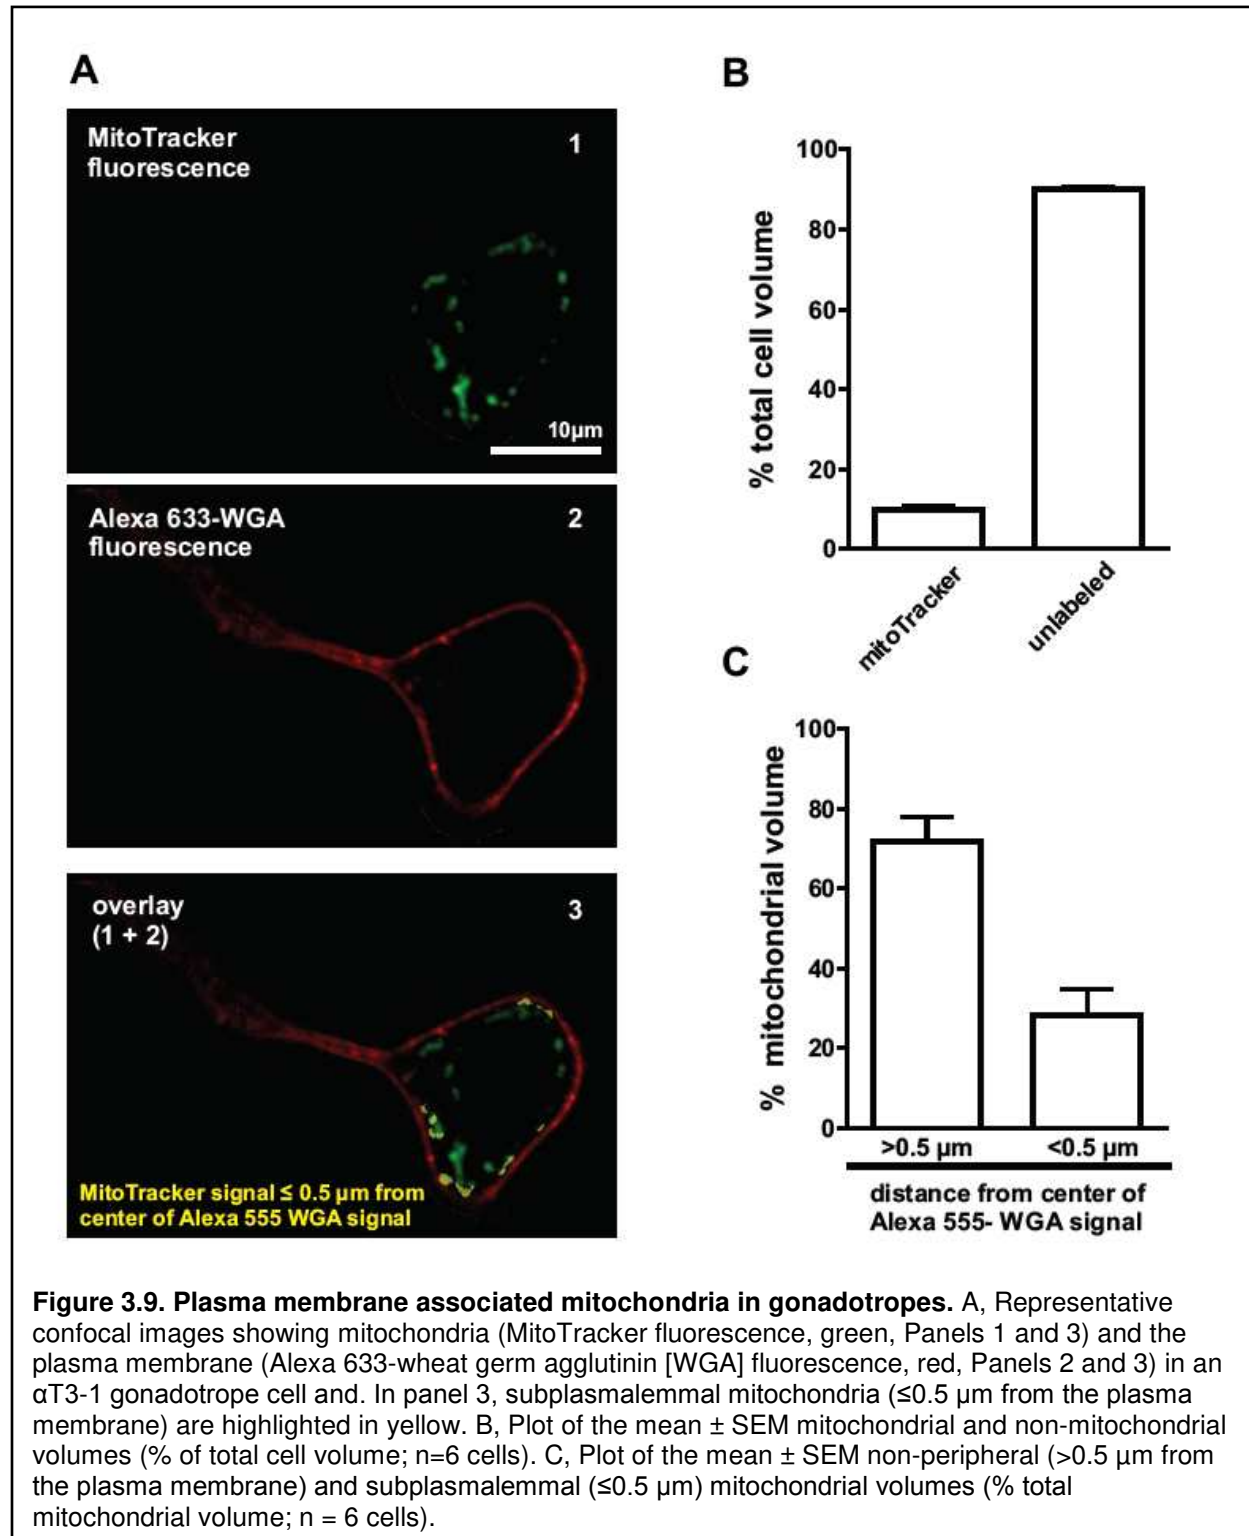 A
MitoTracker
fluorescence
1
10µm
Alexa 633-WGA
fluorescence
2
overlay
(1 + 2)
3
MitoTracker signal ≤ 0.5 µm from
center of Alexa 555 WGA signal
B
% total cell volume
100
80
60
40
20
0
mitoTracker
unlabeled
C
% mitochondrial volume
100
80
60
40
20
0
>0.5 µm
<0.5 µm
distance from center of
Alexa 555- WGA signal
Figure 3.9. Plasma membrane associated mitochondria in gonadotropes. A, Representative
confocal images showing mitochondria (MitoTracker fluorescence, green, Panels 1 and 3) and the
plasma membrane (Alexa 633-wheat germ agglutinin [WGA] fluorescence, red, Panels 2 and 3) in an
αT3-1 gonadotrope cell and. In panel 3, subplasmalemmal mitochondria (≤0.5 µm from the plasma
membrane) are highlighted in yellow. B, Plot of the mean ± SEM mitochondrial and non-mitochondrial
volumes (% of total cell volume; n=6 cells). C, Plot of the mean ± SEM non-peripheral (>0.5 µm from
the plasma membrane) and subplasmalemmal (≤0.5 µm) mitochondrial volumes (% total
mitochondrial volume; n = 6 cells).